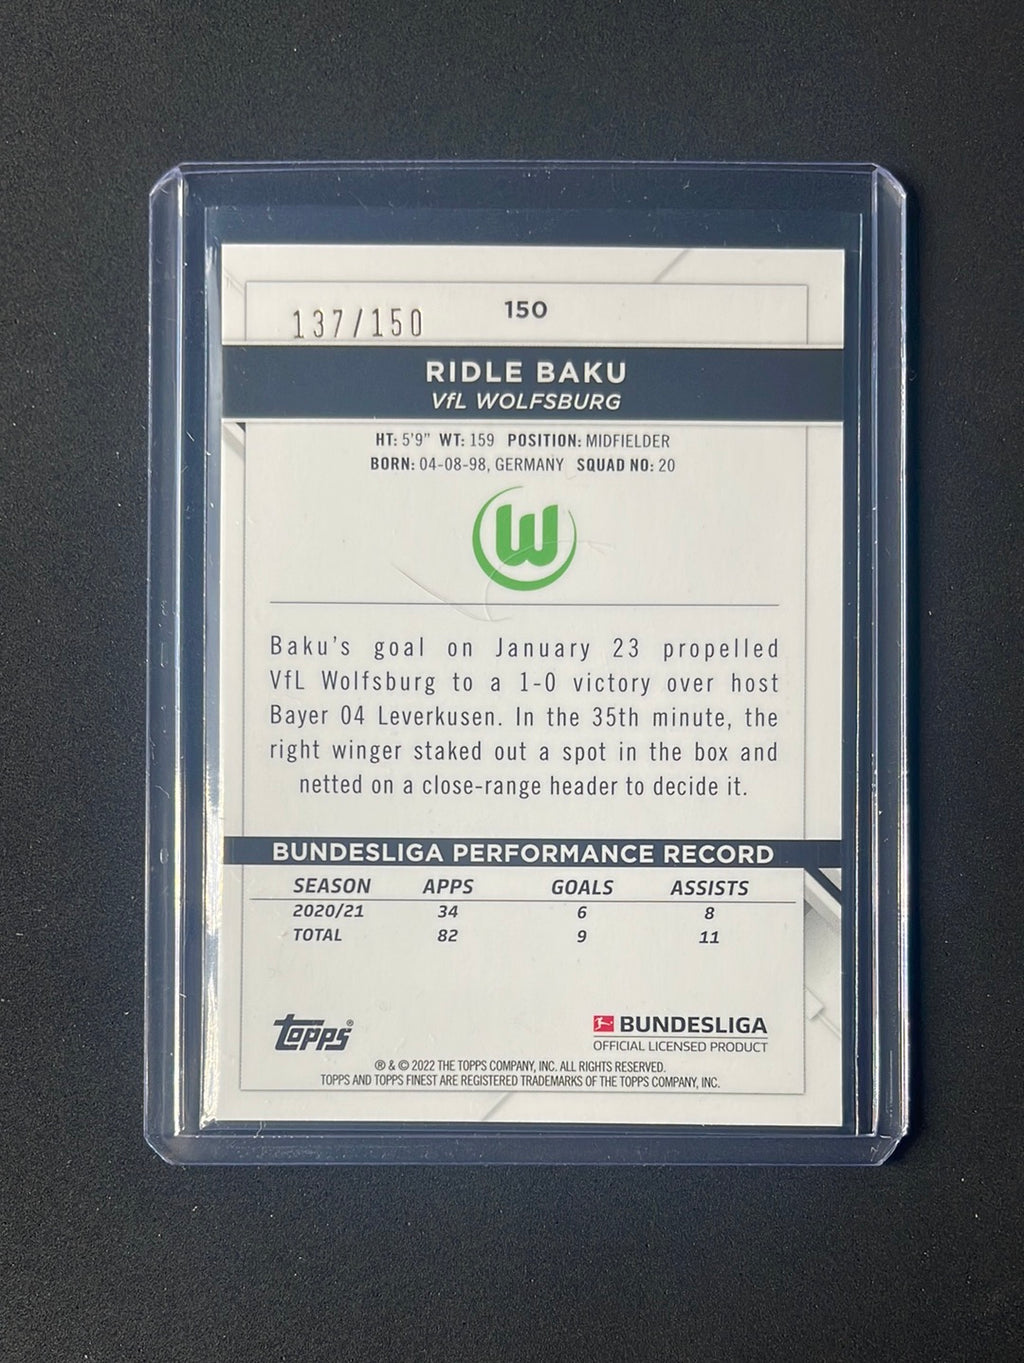 150
137/150
RIDLE BAKU
VfL WOLFSBURG
HT: 5'9" WT: 159 POSITION: MIDFIELDER
BORN: 04-08-98, GERMANY SQUAD NO: 20
W
Baku's goal on January 23 propelled
VfL Wolfsburg to a 1-0 victory over host
Bayer 04 Leverkusen. In the 35th minute, the
right winger staked out a spot in the box and
netted on a close-range header to decide it.
BUNDESLIGA PERFORMANCE RECORD
SEASON APPS GOALS ASSISTS
2020/21 34 6 8
TOTAL 82 9 11
topps®
BUNDESLIGA
OFFICIAL LICENSED PRODUCT
® & © 2022 THE TOPPS COMPANY, INC. ALL RIGHTS RESERVED.
TOPPS AND TOPPS FINEST ARE REGISTERED TRADEMARKS OF THE TOPPS COMPANY, INC.